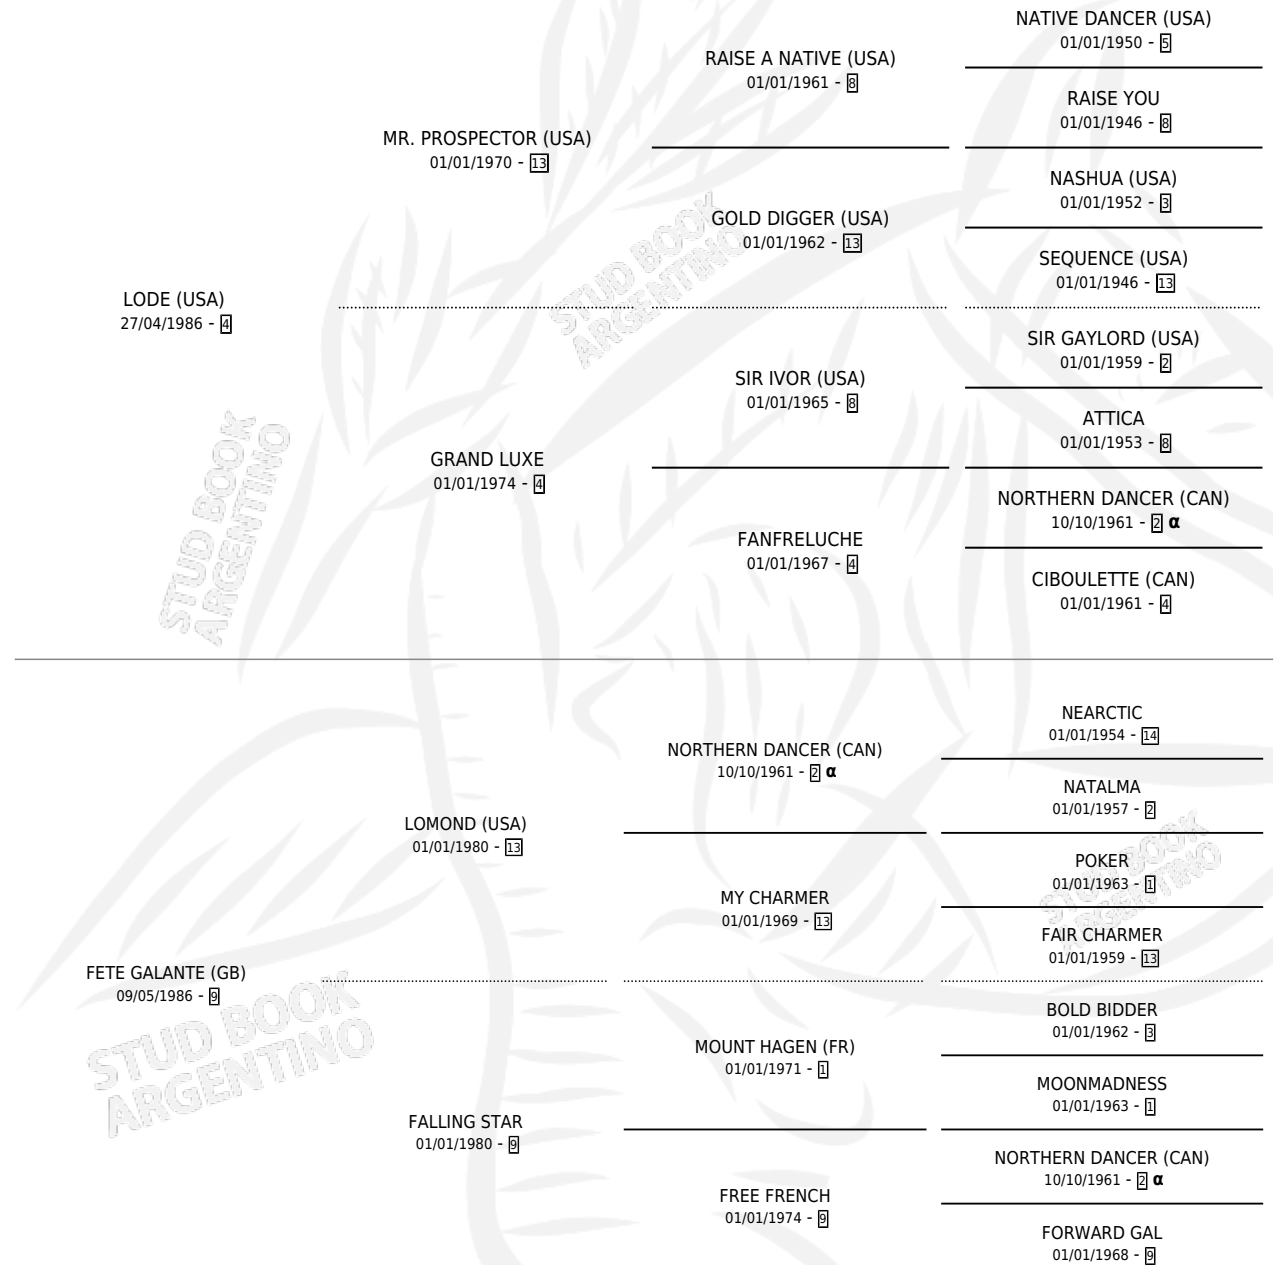 NATIVE DANCER (USA)
01/01/1950 - 5
RAISE A NATIVE (USA)
01/01/1961 - 8
RAISE YOU
01/01/1946 - 8
MR. PROSPECTOR (USA)
01/01/1970 - 13
NASHUA (USA)
01/01/1952 - 3
GOLD DIGGER (USA)
01/01/1962 - 13
SEQUENCE (USA)
01/01/1946 - 13
LODE (USA)
27/04/1986 - 4
SIR GAYLORD (USA)
01/01/1959 - 2
SIR IVOR (USA)
01/01/1965 - 8
ATTICA
01/01/1953 - 8
GRAND LUXE
01/01/1974 - 4
NORTHERN DANCER (CAN)
10/10/1961 - 2 α
FANFRELUCHE
01/01/1967 - 4
CIBOULETTE (CAN)
01/01/1961 - 4
NEARCTIC
01/01/1954 - 14
NORTHERN DANCER (CAN)
10/10/1961 - 2 α
NATALMA
01/01/1957 - 2
LOMOND (USA)
01/01/1980 - 13
POKER
01/01/1963 - 1
MY CHARMER
01/01/1969 - 13
FAIR CHARMER
01/01/1959 - 13
FETE GALANTE (GB)
09/05/1986 - 9
BOLD BIDDER
01/01/1962 - 3
MOUNT HAGEN (FR)
01/01/1971 - 1
MOONMADNESS
01/01/1963 - 1
FALLING STAR
01/01/1980 - 9
NORTHERN DANCER (CAN)
10/10/1961 - 2 α
FREE FRENCH
01/01/1974 - 9
FORWARD GAL
01/01/1968 - 9
STUD BOOK
ARGENTINO
STUD BOOK
ARGENTINO
STUD BOOK
ARGENTINO
STUD BOOK
ARGENTINO